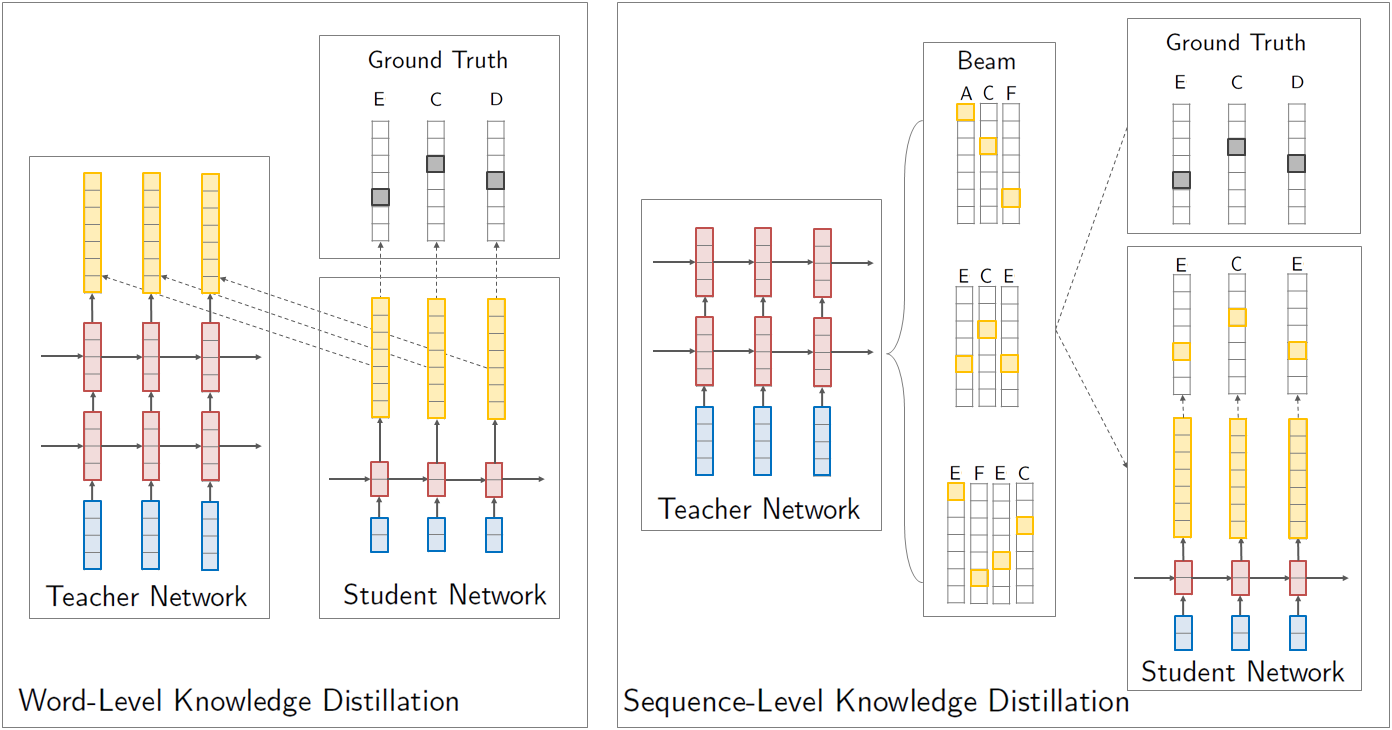 Ground Truth
E C D
Teacher Network
Student Network
Word-Level Knowledge Distillation
Beam
A C F
E C E
E F E C
Teacher Network
Ground Truth
E C D
E C E
Student Network
Sequence-Level Knowledge Distillation